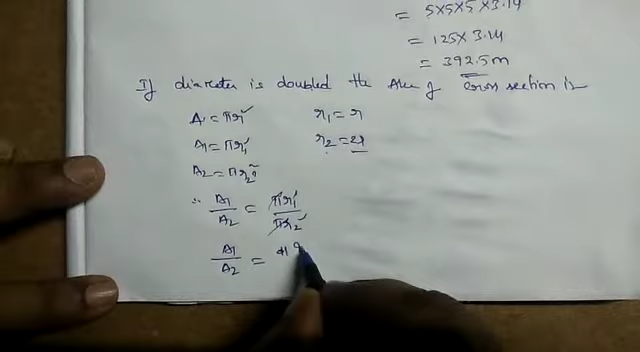 = 5x5x5x3.14
= 125x3.14
= 392.5m
If diameter is doubled the Area of cross section is
A = πr² r₁ = r
A₁ = πr₁² r₂ = 2r
A₂ = πr₂²
∴ A₁/A₂ = πr₁²/πr₂²
A₁/A₂ = r²